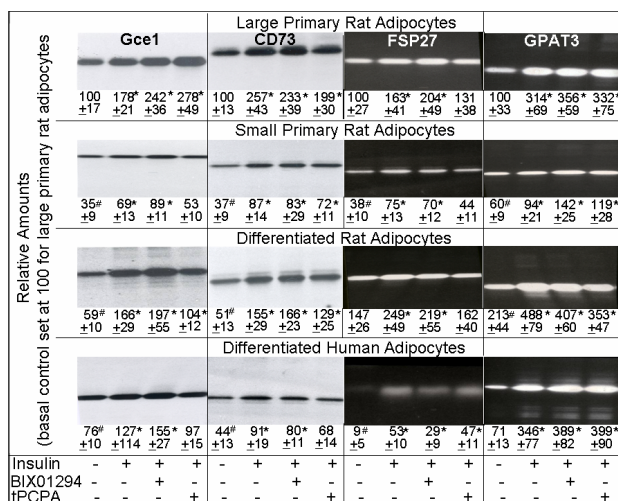 Large Primary Rat Adipocytes
Gce1 CD73 FSP27 GPAT3
100 178* 242* 278* 100 257* 233* 199* 100 163* 204* 131 100 314* 356* 332*
±17 ±21 ±36 ±49 ±13 ±43 ±39 ±30 ±27 ±41 ±49 ±38 ±33 ±69 ±59 ±75
Small Primary Rat Adipocytes
35# 69* 89* 53 37# 87* 83* 72* 38# 75* 70* 44 60# 94* 142* 119*
±9 ±13 ±11 ±10 ±9 ±14 ±29 ±11 ±10 ±13 ±12 ±11 ±9 ±21 ±25 ±28
Differentiated Rat Adipocytes
59# 166* 197* 104* 51# 155* 166* 129* 147 249* 219* 162 213# 488* 407* 353*
±10 ±29 ±55 ±12 ±13 ±29 ±23 ±25 ±26 ±49 ±55 ±40 ±44 ±79 ±60 ±47
Differentiated Human Adipocytes
76# 127* 155* 97 44# 91* 80* 68 9# 53* 29* 47* 71 346* 389* 399*
±10 ±114 ±27 ±15 ±13 ±19 ±11 ±14 ±5 ±10 ±9 ±11 ±13 ±77 ±82 ±90
Insulin - + + + - + + + - + + + - + + +
BIX01294 - - + - - - + - - - + - - - + -
tPCPA - - - + - - - + - - - + - - - +
Relative Amounts
(basal control set at 100 for large primary rat adipocytes